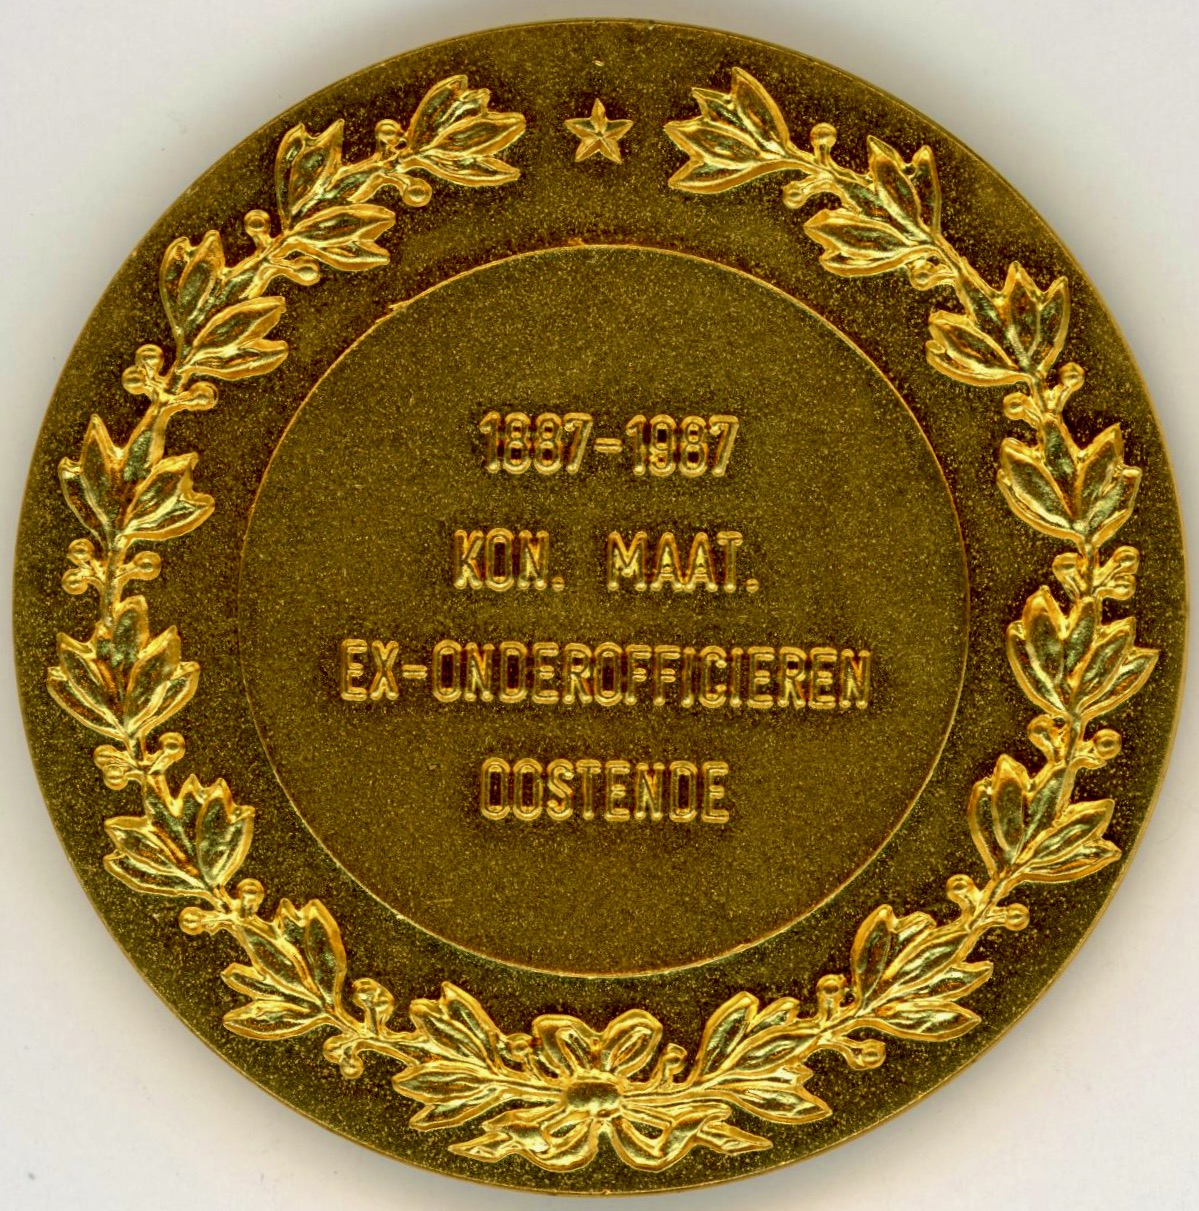 1887-1987
KON. MAAT.
EX-ONDEROFFICIEREN
OOSTENDE